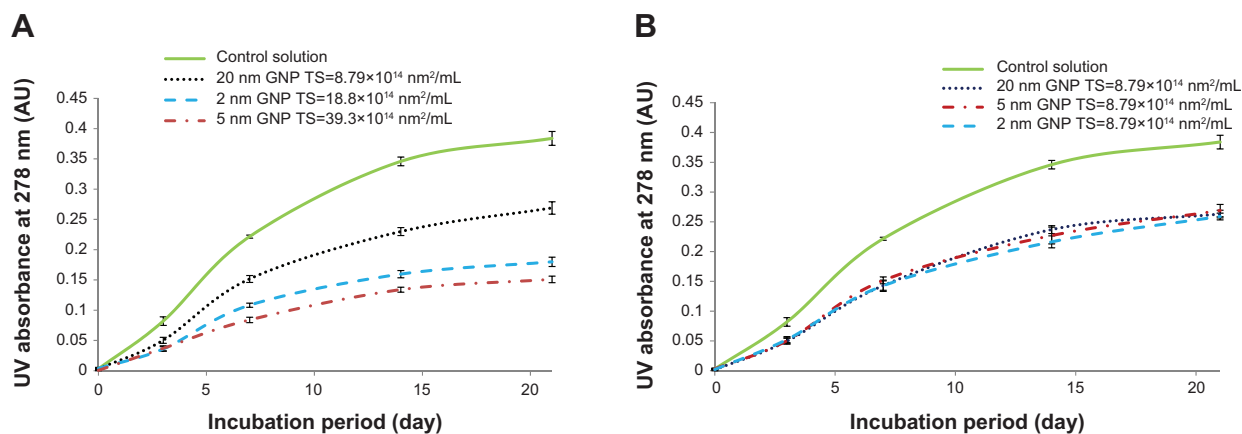 A
Control solution
20 nm GNP TS=8.79×10¹⁴ nm²/mL
2 nm GNP TS=18.8×10¹⁴ nm²/mL
5 nm GNP TS=39.3×10¹⁴ nm²/mL
UV absorbance at 278 nm (AU)
0.45
0.4
0.35
0.3
0.25
0.2
0.15
0.1
0.05
0
0 5 10 15 20
Incubation period (day)
B
Control solution
20 nm GNP TS=8.79×10¹⁴ nm²/mL
5 nm GNP TS=8.79×10¹⁴ nm²/mL
2 nm GNP TS=8.79×10¹⁴ nm²/mL
UV absorbance at 278 nm (AU)
0.45
0.4
0.35
0.3
0.25
0.2
0.15
0.1
0.05
0
0 5 10 15 20
Incubation period (day)